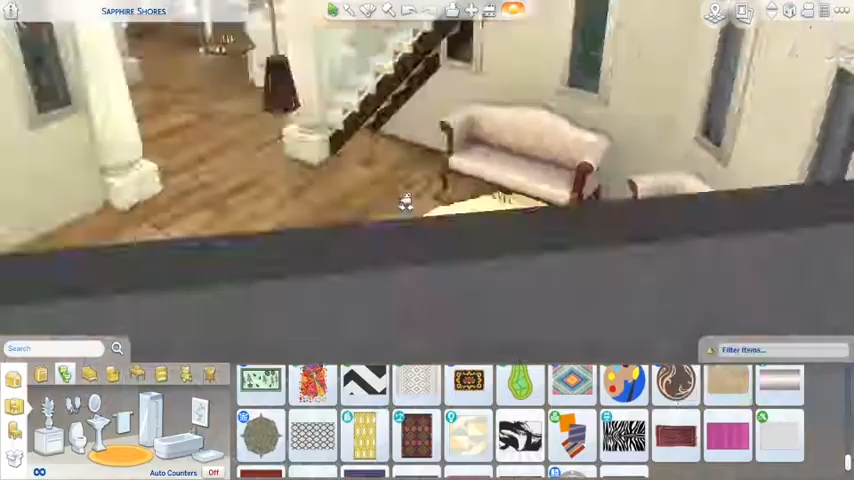 SAPPHIRE SHORES
Search
Filter Items...
Auto Counters
Off